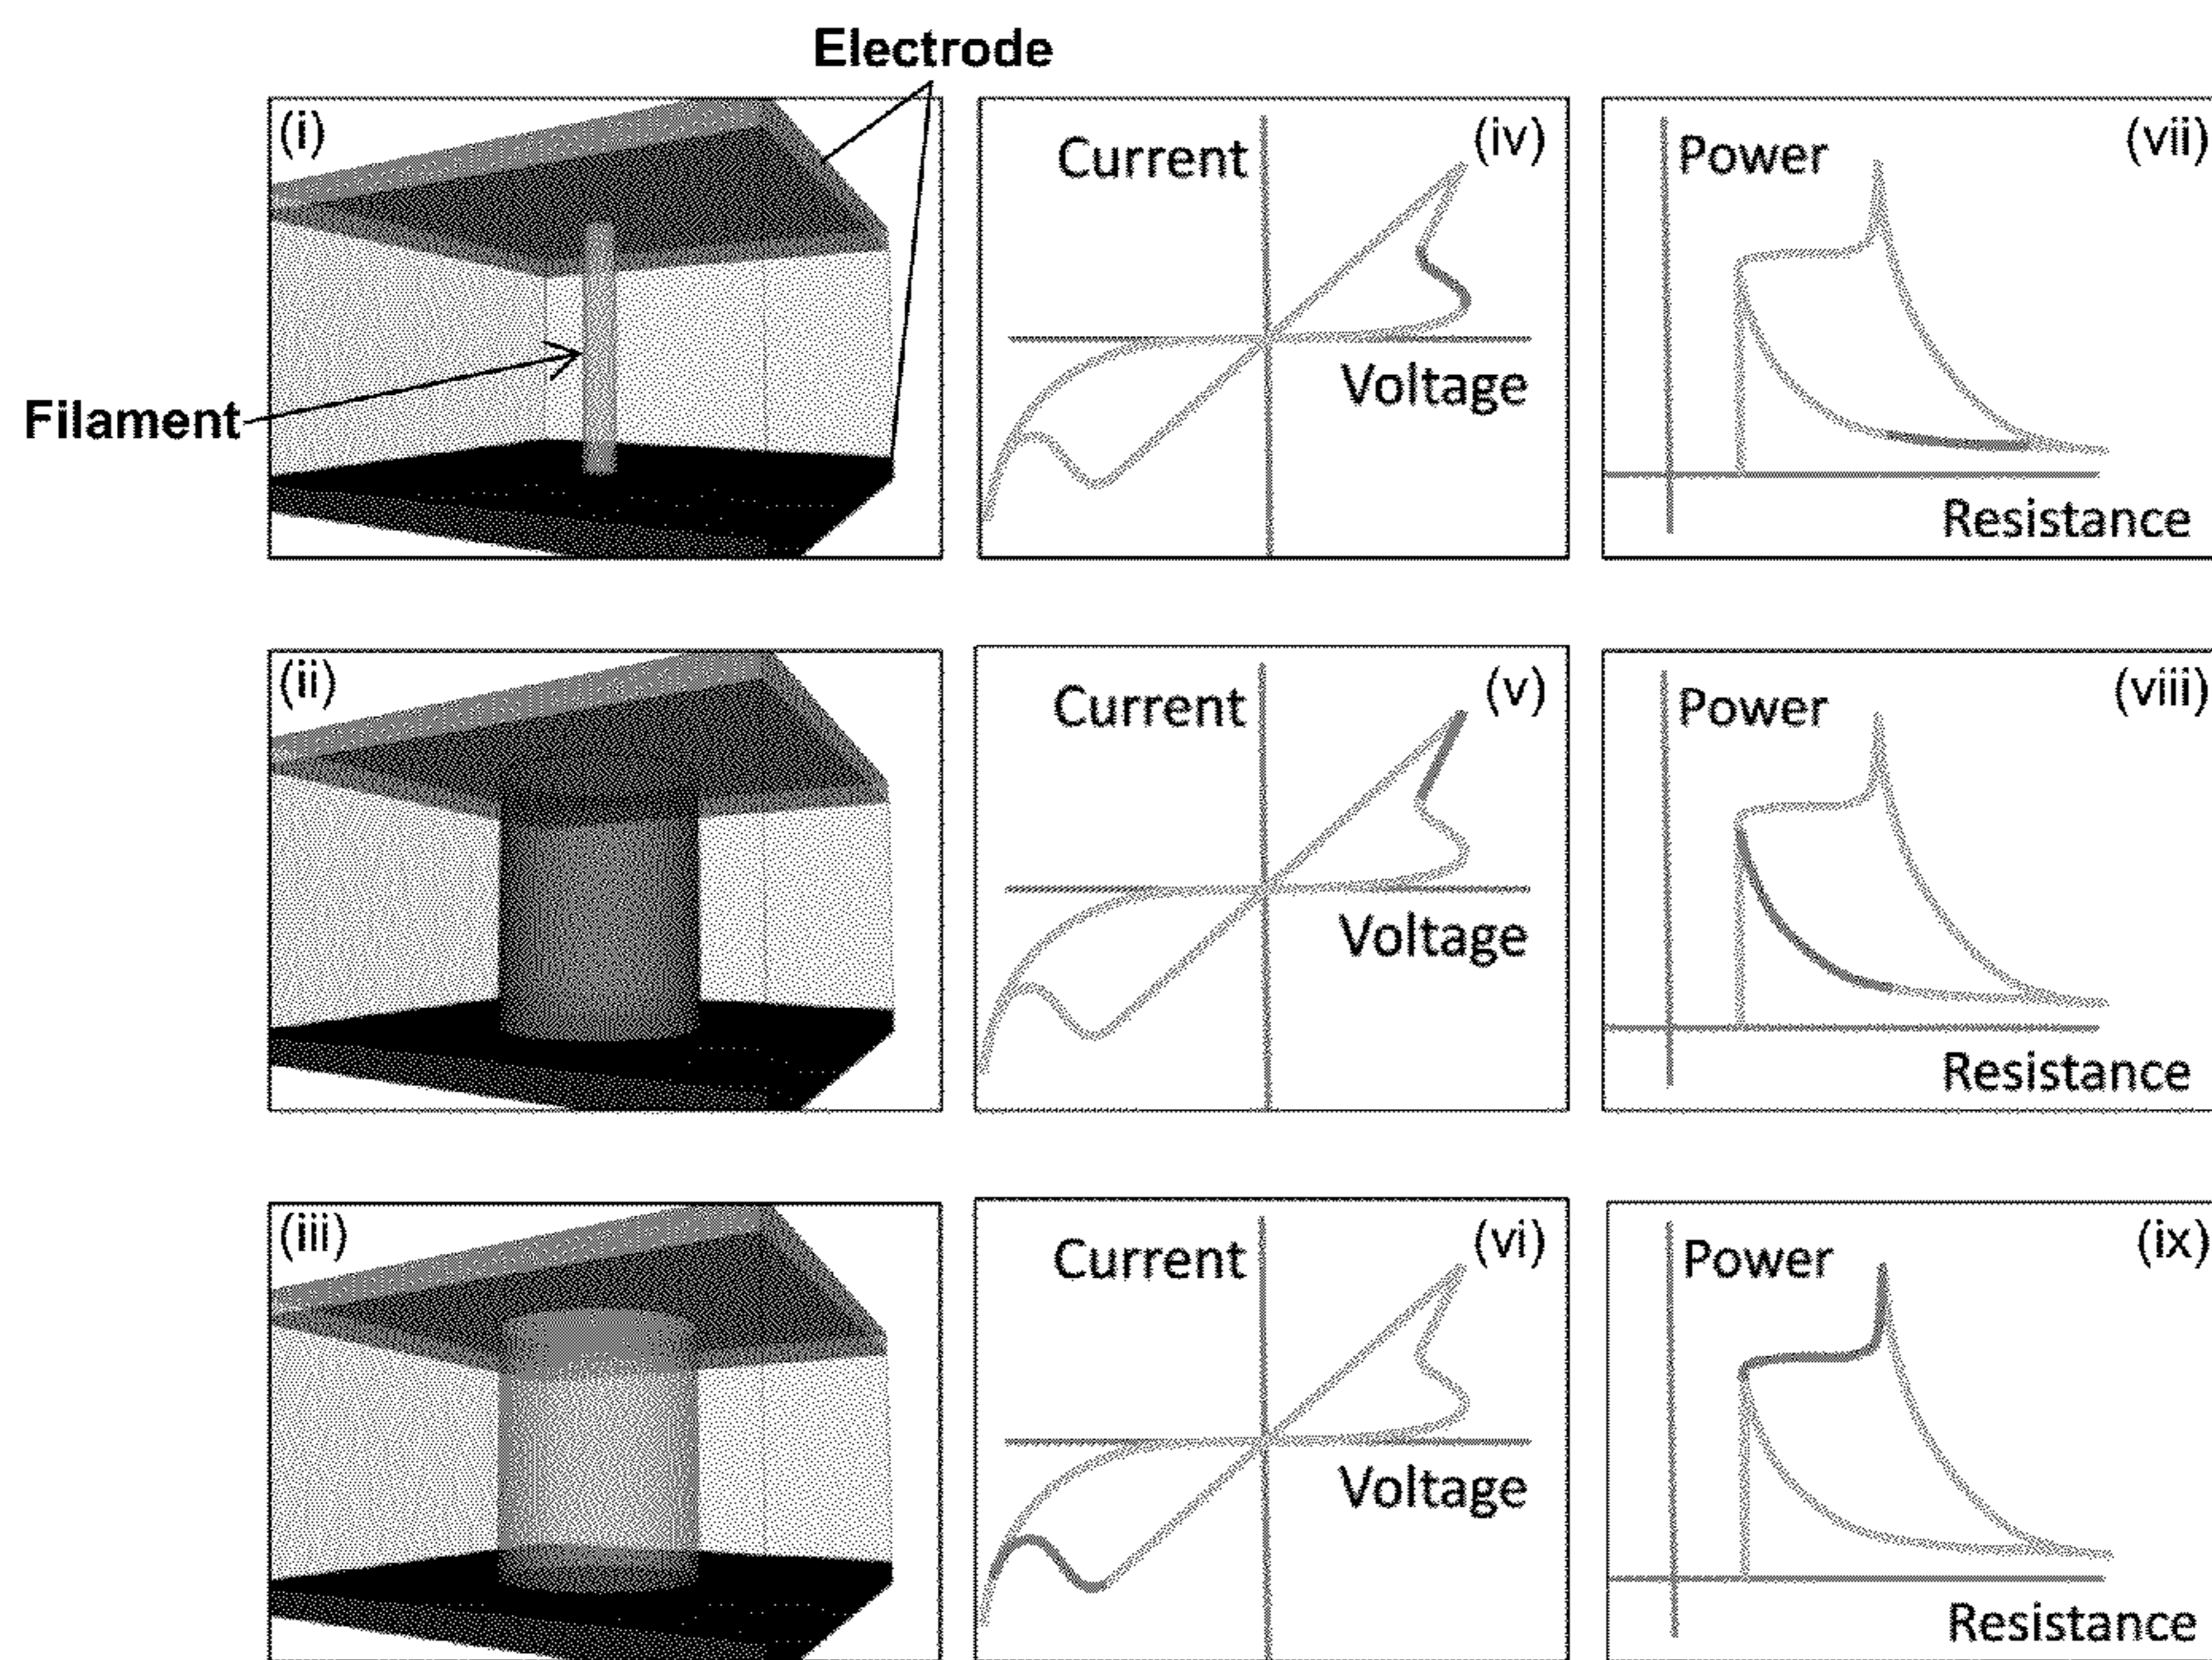 Electrode
(i)
Filament
Current
(iv)
Voltage
Power
(vii)
Resistance
(ii)
Current
(v)
Voltage
Power
(viii)
Resistance
(iii)
Current
(vi)
Voltage
Power
(ix)
Resistance